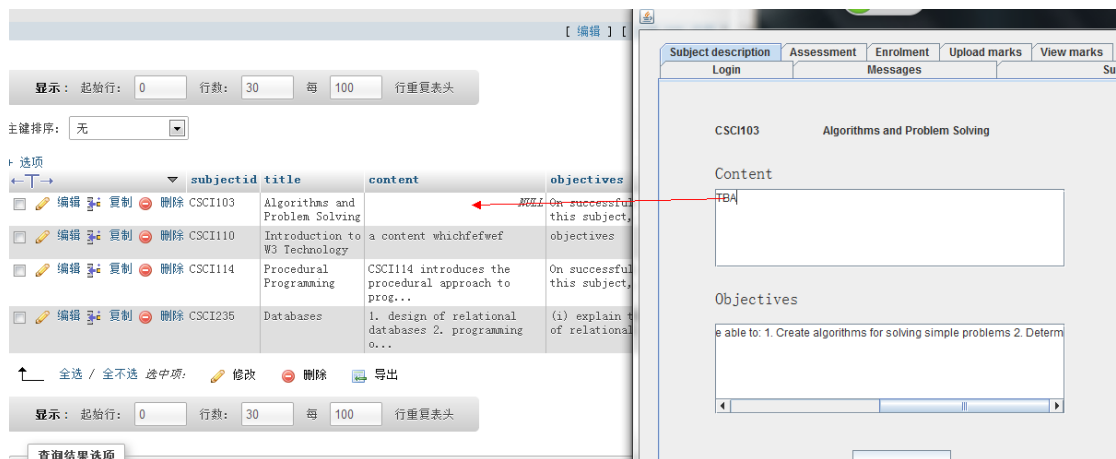 [ 编辑 ] [
显示： 起始行： 0 行数： 30 每 100 行重复表头
主键排序： 无
+ 选项
←T→ subjectid title content objectives
编辑 复制 删除 CSCI103 Algorithms and NULL On successful
Problem Solving this subject,
编辑 复制 删除 CSCI110 Introduction to a content whichfefwef objectives
W3 Technology
编辑 复制 删除 CSCI114 Procedural CSCI114 introduces the On successful
Programming procedural approach to this subject,
prog...
编辑 复制 删除 CSCI235 Databases 1. design of relational (i) explain t
databases 2. programming of relational
o...
全选 / 全不选 选中项： 修改 删除 导出
显示： 起始行： 0 行数： 30 每 100 行重复表头
查询结果选项
Subject description Assessment Enrolment Upload marks View marks
Login Messages Su
CSCI103 Algorithms and Problem Solving
Content
TBA
Objectives
e able to: 1. Create algorithms for solving simple problems 2. Determ